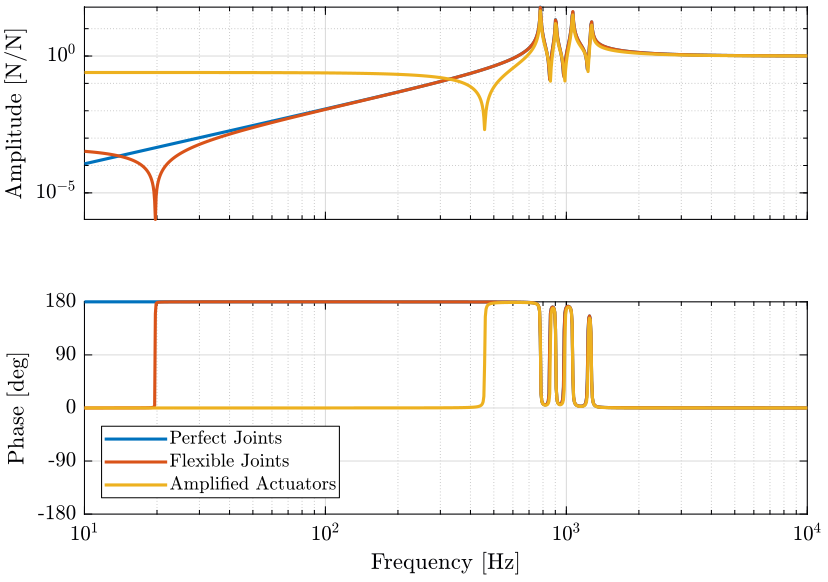 Amplitude [N/N]
10^0
10^-5
Phase [deg]
180
90
0
-90
-180
Perfect Joints
Flexible Joints
Amplified Actuators
10^1 10^2 10^3 10^4
Frequency [Hz]